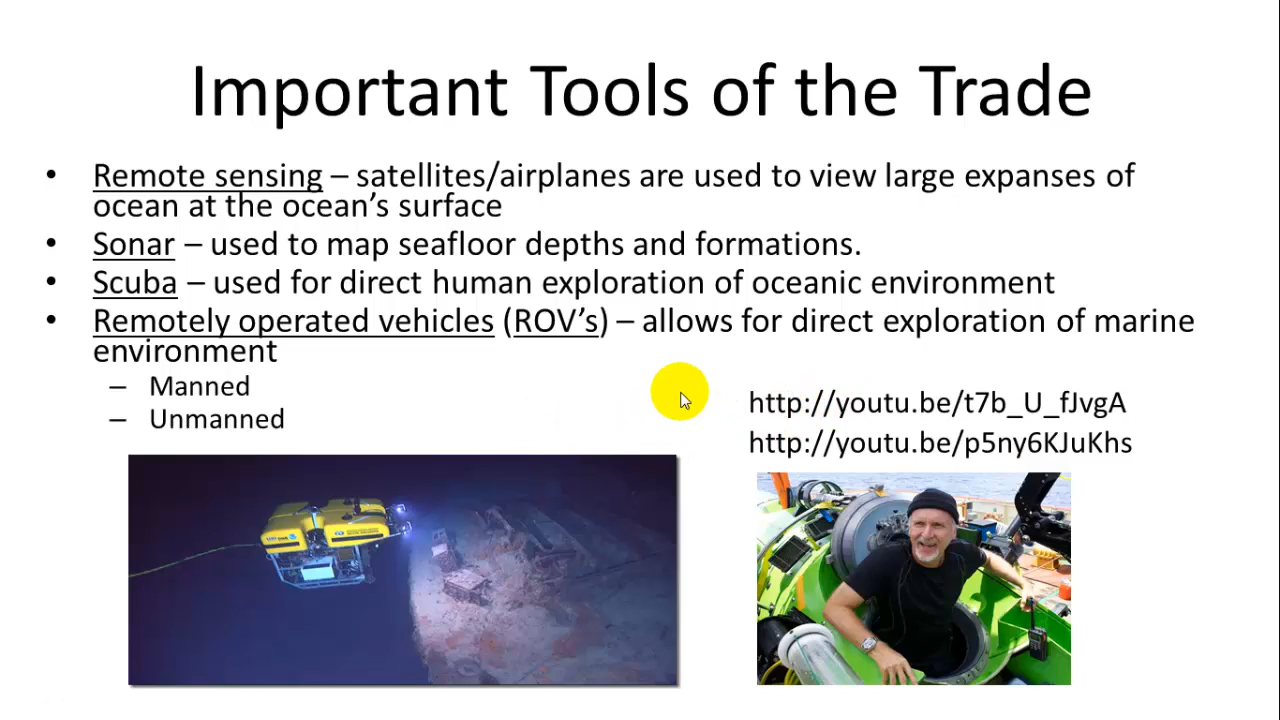 Important Tools of the Trade
• Remote sensing – satellites/airplanes are used to view large expanses of
ocean at the ocean's surface
• Sonar – used to map seafloor depths and formations.
• Scuba – used for direct human exploration of oceanic environment
• Remotely operated vehicles (ROV's) – allows for direct exploration of marine
environment
– Manned
– Unmanned
http://youtu.be/t7b_U_fJvgA
http://youtu.be/p5ny6KJuKhs